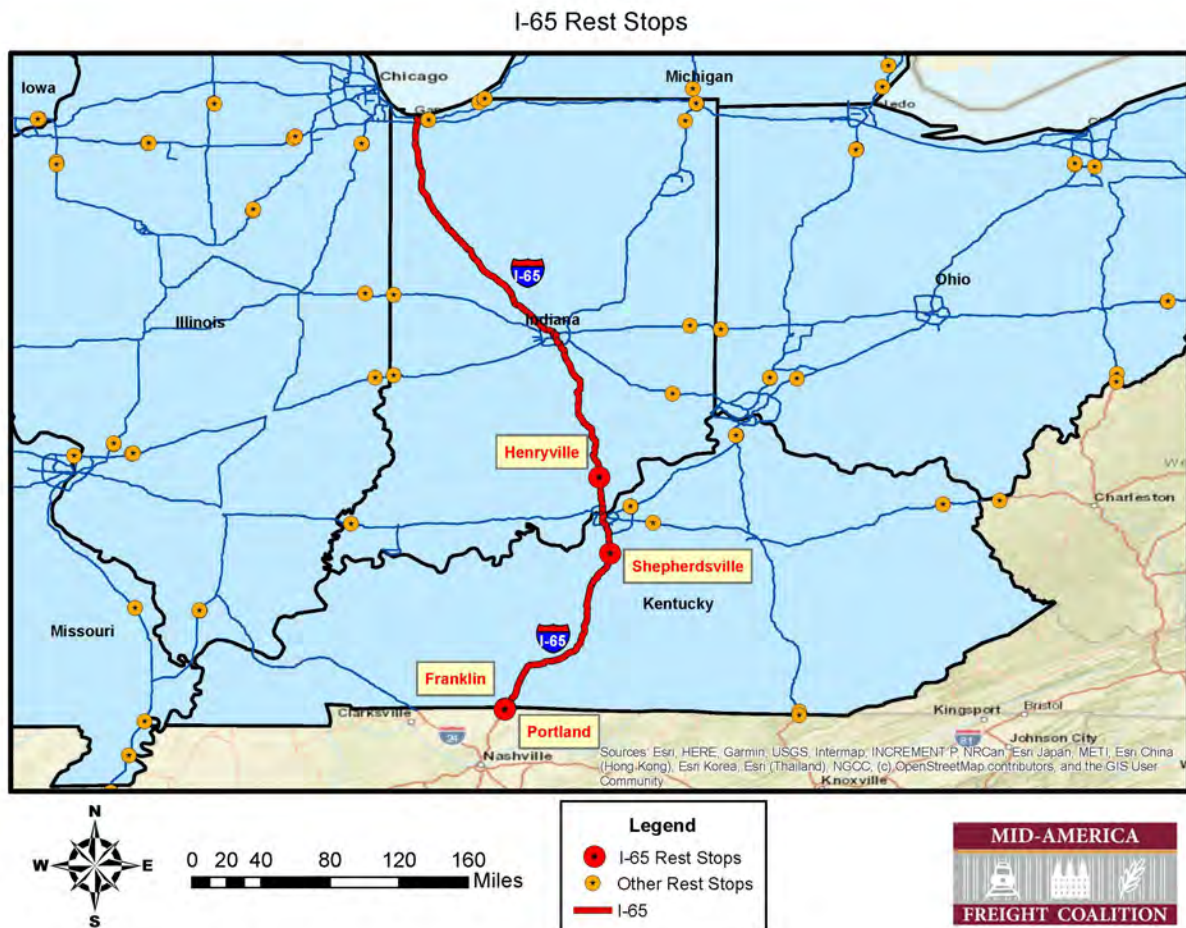 I-65 Rest Stops
Iowa
Chicago
Michigan
I-65
Illinois
Indiana
Ohio
Henryville
Charleston
Shepherdsville
Kentucky
Missouri
I-65
Franklin
Portland
Clarksville
24
Nashville
Kingsport
Bristol
81
Johnson City
Knoxville
Sources: Esri, HERE, Garmin, USGS, Intermap, INCREMENT P, NRCan, Esri Japan, METI, Esri China
(Hong Kong), Esri Korea, Esri (Thailand), NGCC, (c) OpenStreetMap contributors, and the GIS User
Community
N
W
E
S
0 20 40 80 120 160
Miles
Legend
I-65 Rest Stops
Other Rest Stops
I-65
MID-AMERICA
FREIGHT COALITION